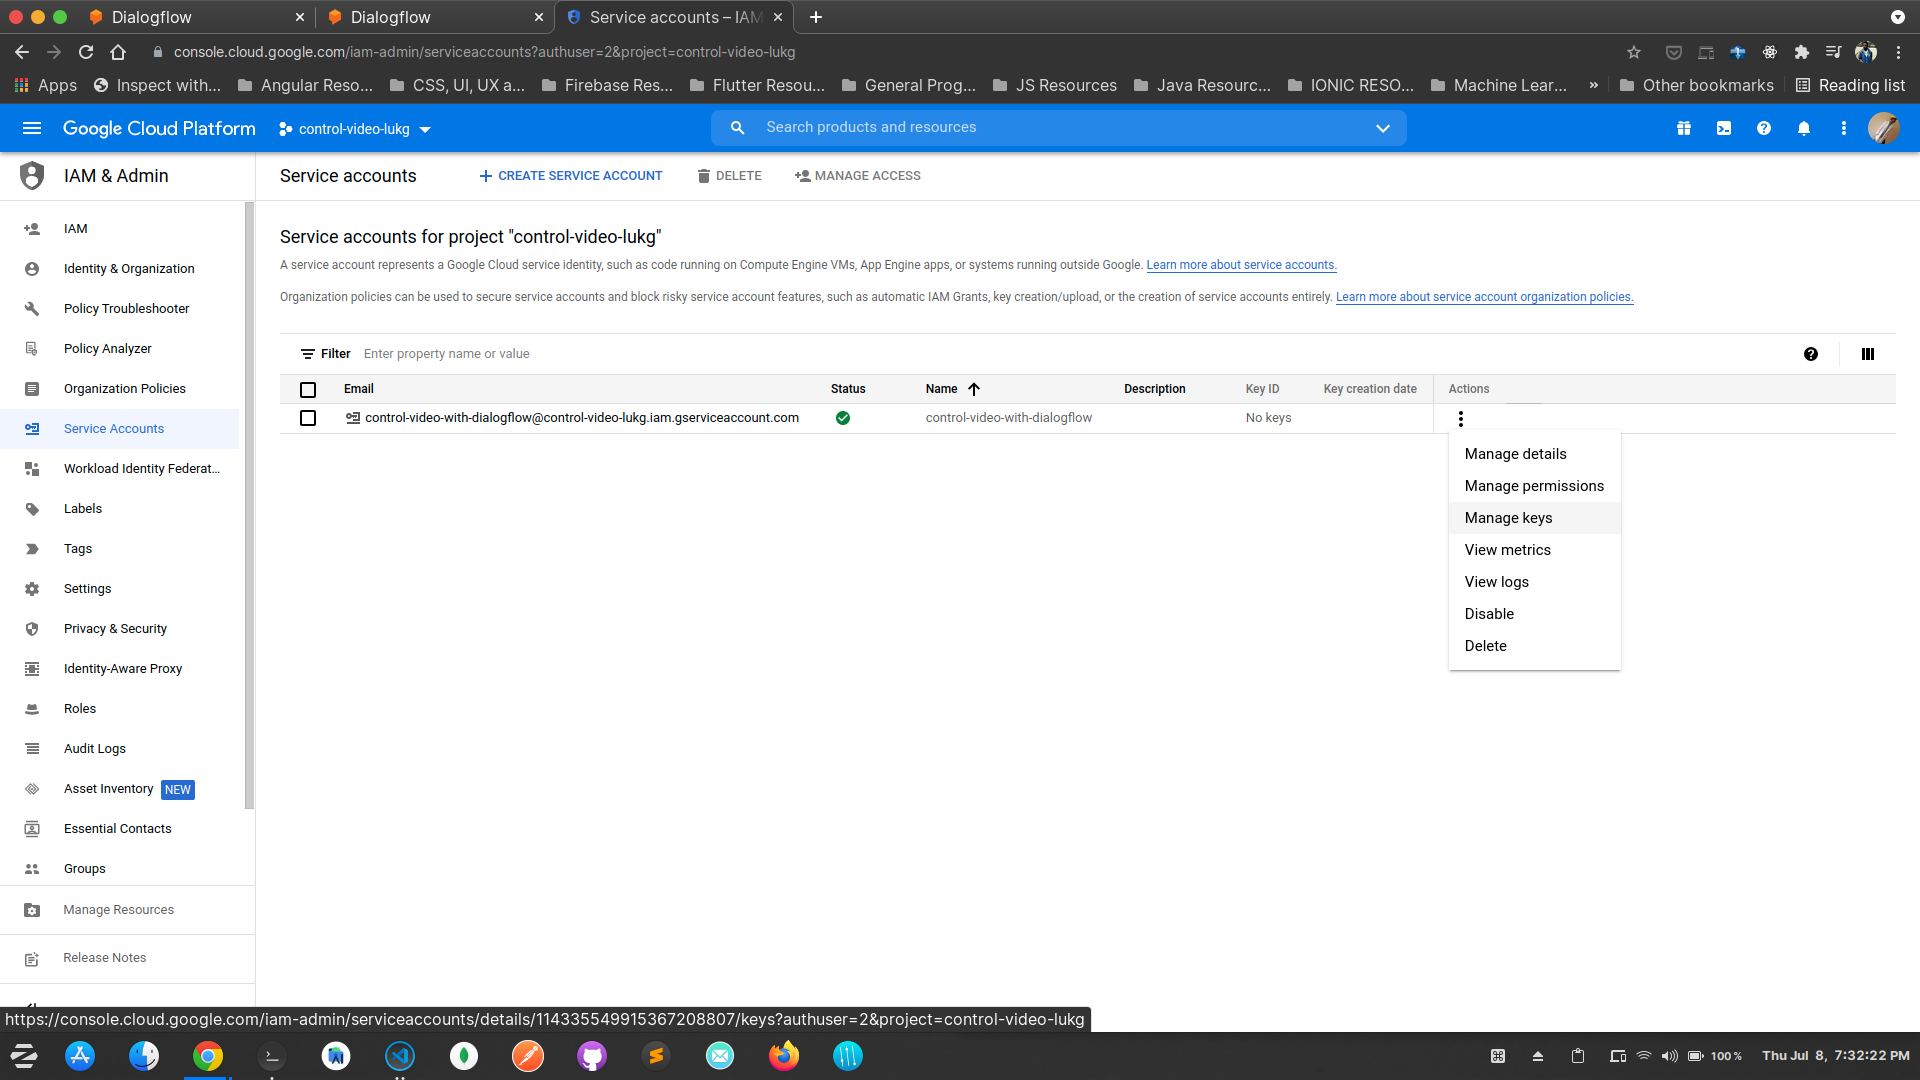 Dialogflow
Dialogflow
Service accounts – IAM
console.cloud.google.com/iam-admin/serviceaccounts?authuser=2&project=control-video-lukg
Apps
Inspect with...
Angular Reso...
CSS, UI, UX a...
Firebase Res...
Flutter Resou...
General Prog...
JS Resources
Java Resourc...
IONIC RESO...
Machine Lear...
»
Other bookmarks
Reading list
Google Cloud Platform
control-video-lukg
Search products and resources
IAM & Admin
Service accounts
CREATE SERVICE ACCOUNT
DELETE
MANAGE ACCESS
IAM
Identity & Organization
Policy Troubleshooter
Policy Analyzer
Organization Policies
Service Accounts
Workload Identity Federat...
Labels
Tags
Settings
Privacy & Security
Identity-Aware Proxy
Roles
Audit Logs
Asset Inventory NEW
Essential Contacts
Groups
Manage Resources
Release Notes
Service accounts for project "control-video-lukg"
A service account represents a Google Cloud service identity, such as code running on Compute Engine VMs, App Engine apps, or systems running outside Google. Learn more about service accounts.
Organization policies can be used to secure service accounts and block risky service account features, such as automatic IAM Grants, key creation/upload, or the creation of service accounts entirely. Learn more about service account organization policies.
Filter Enter property name or value
Email Status Name Description Key ID Key creation date Actions
control-video-with-dialogflow@control-video-lukg.iam.gserviceaccount.com control-video-with-dialogflow No keys
Manage details
Manage permissions
Manage keys
View metrics
View logs
Disable
Delete
https://console.cloud.google.com/iam-admin/serviceaccounts/details/114335549915367208807/keys?authuser=2&project=control-video-lukg
100 %
Thu Jul 8, 7:32:22 PM